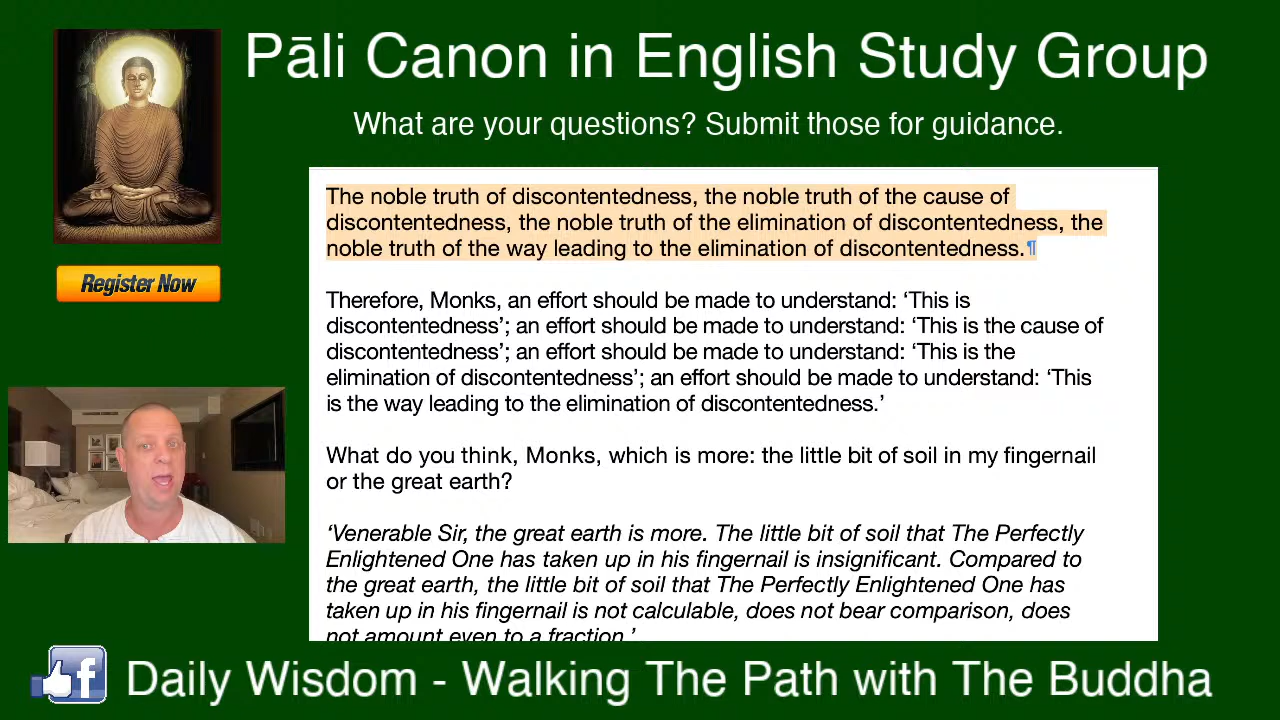 Pāli Canon in English Study Group
What are your questions? Submit those for guidance.
Register Now
The noble truth of discontentedness, the noble truth of the cause of
discontentedness, the noble truth of the elimination of discontentedness, the
noble truth of the way leading to the elimination of discontentedness.¶
Therefore, Monks, an effort should be made to understand: ‘This is
discontentedness’; an effort should be made to understand: ‘This is the cause of
discontentedness’; an effort should be made to understand: ‘This is the
elimination of discontentedness’; an effort should be made to understand: ‘This
is the way leading to the elimination of discontentedness.’
What do you think, Monks, which is more: the little bit of soil in my fingernail
or the great earth?
‘Venerable Sir, the great earth is more. The little bit of soil that The Perfectly
Enlightened One has taken up in his fingernail is insignificant. Compared to
the great earth, the little bit of soil that The Perfectly Enlightened One has
taken up in his fingernail is not calculable, does not bear comparison, does
not amount even to a fraction.’
f
Daily Wisdom - Walking The Path with The Buddha